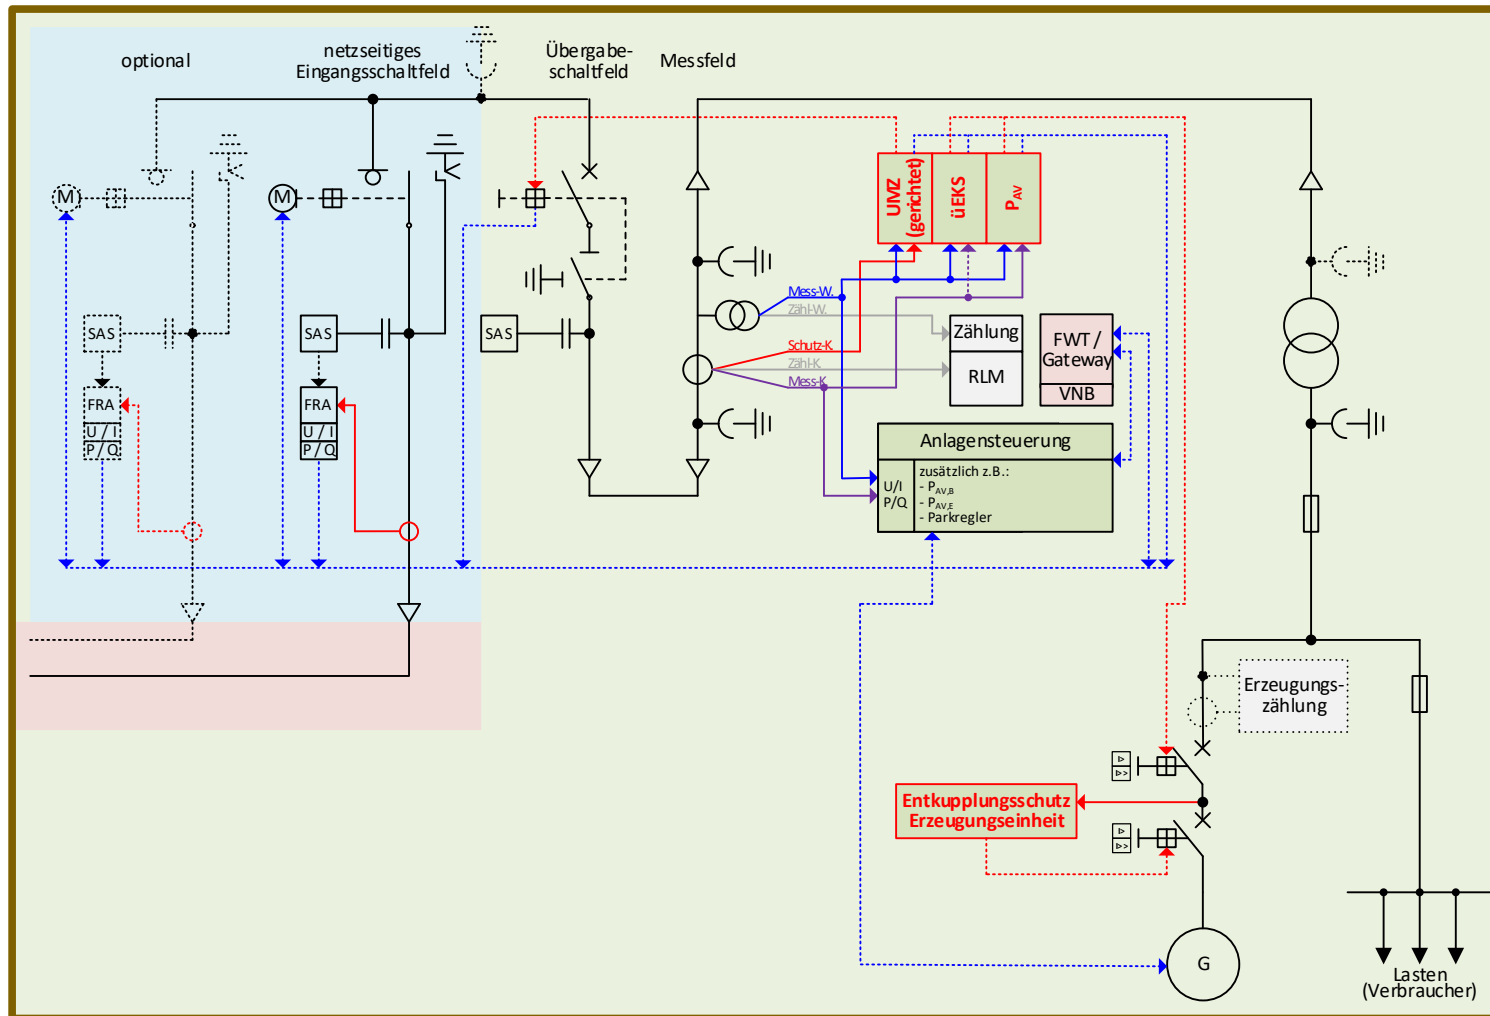 optional
netzseitiges
Eingangsschaltfeld
Übergabe-
schaltfeld
Messfeld
M
M
UMZ
(gerichtet)
üEKS
PAV
Mess-W.
Zähl-W.
Schutz-K.
Zähl-K.
Mess-K.
SAS
SAS
SAS
FRA
U / I
P / Q
FRA
U / I
P / Q
Zählung
RLM
FWT /
Gateway
VNB
Anlagensteuerung
U/I
P/Q
zusätzlich z.B.:
- PAV,B
- PAV,E
- Parkregler
Erzeugungs-
zählung
Entkupplungsschutz
Erzeugungseinheit
G
Lasten
(Verbraucher)